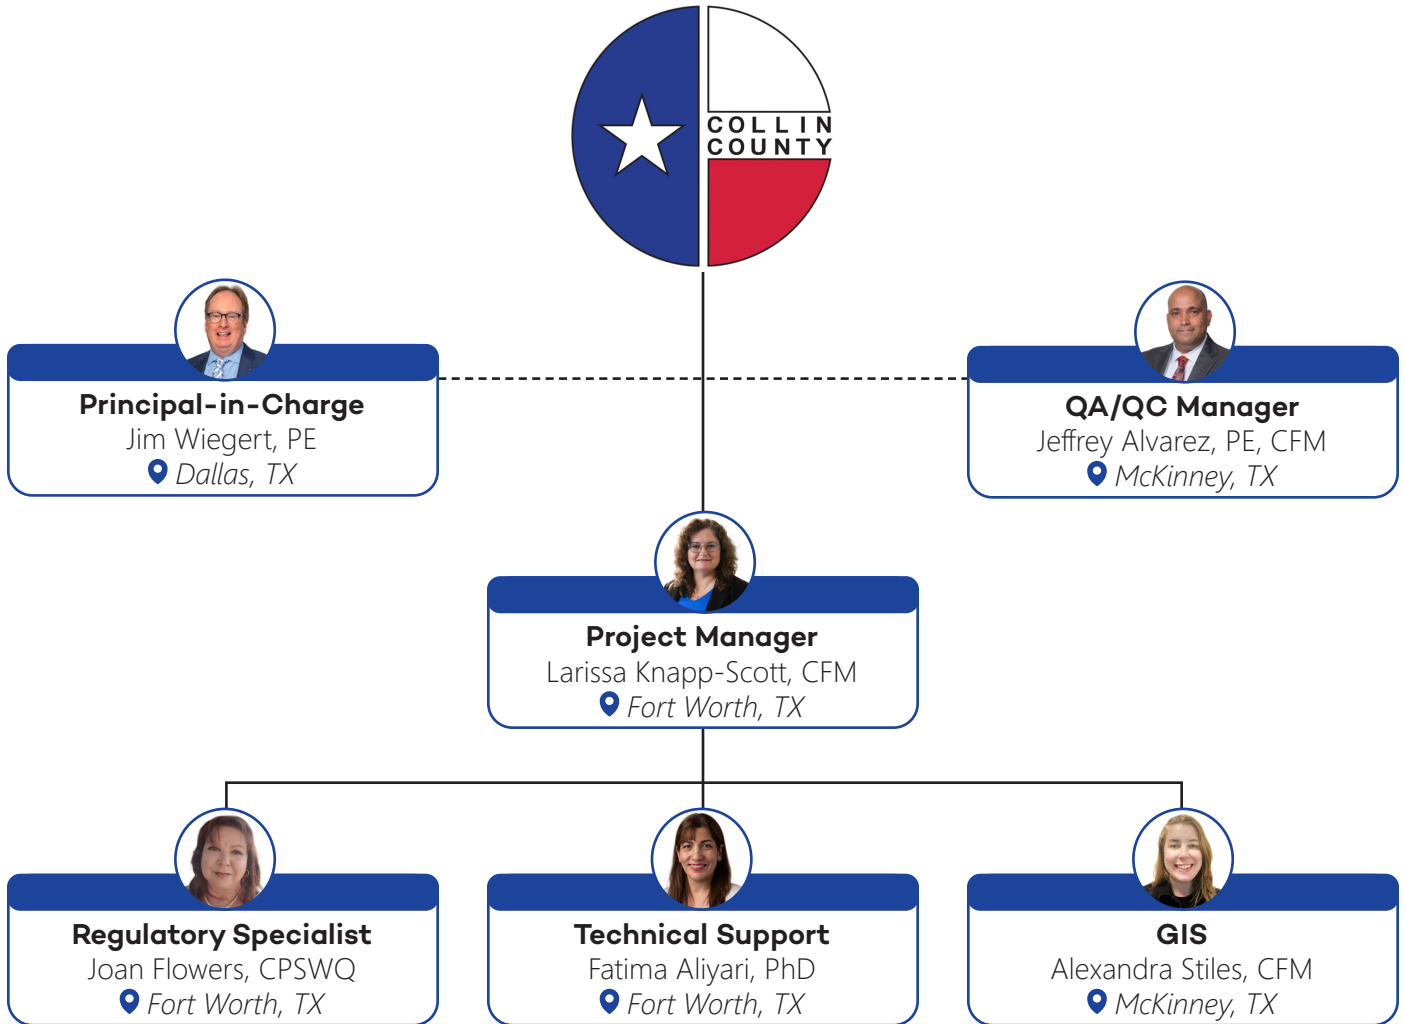 COLLIN
COUNTY
Principal-in-Charge
Jim Wiegert, PE
Dallas, TX
QA/QC Manager
Jeffrey Alvarez, PE, CFM
McKinney, TX
Project Manager
Larissa Knapp-Scott, CFM
Fort Worth, TX
Regulatory Specialist
Joan Flowers, CPSWQ
Fort Worth, TX
Technical Support
Fatima Aliyari, PhD
Fort Worth, TX
GIS
Alexandra Stiles, CFM
McKinney, TX